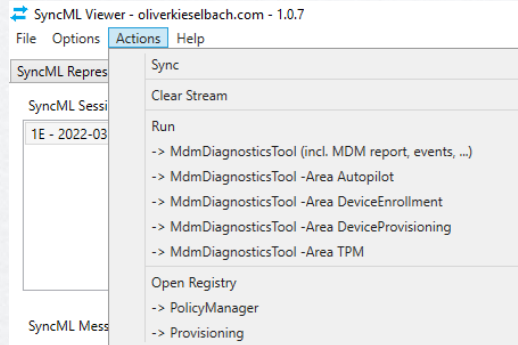 SyncML Viewer - oliverkieselbach.com - 1.0.7
File Options Actions Help
SyncML Repres
SyncML Sessi
1E - 2022-03
SyncML Mess
Sync
Clear Stream
Run
-> MdmDiagnosticsTool (incl. MDM report, events, ...)
-> MdmDiagnosticsTool -Area Autopilot
-> MdmDiagnosticsTool -Area DeviceEnrollment
-> MdmDiagnosticsTool -Area DeviceProvisioning
-> MdmDiagnosticsTool -Area TPM
Open Registry
-> PolicyManager
-> Provisioning